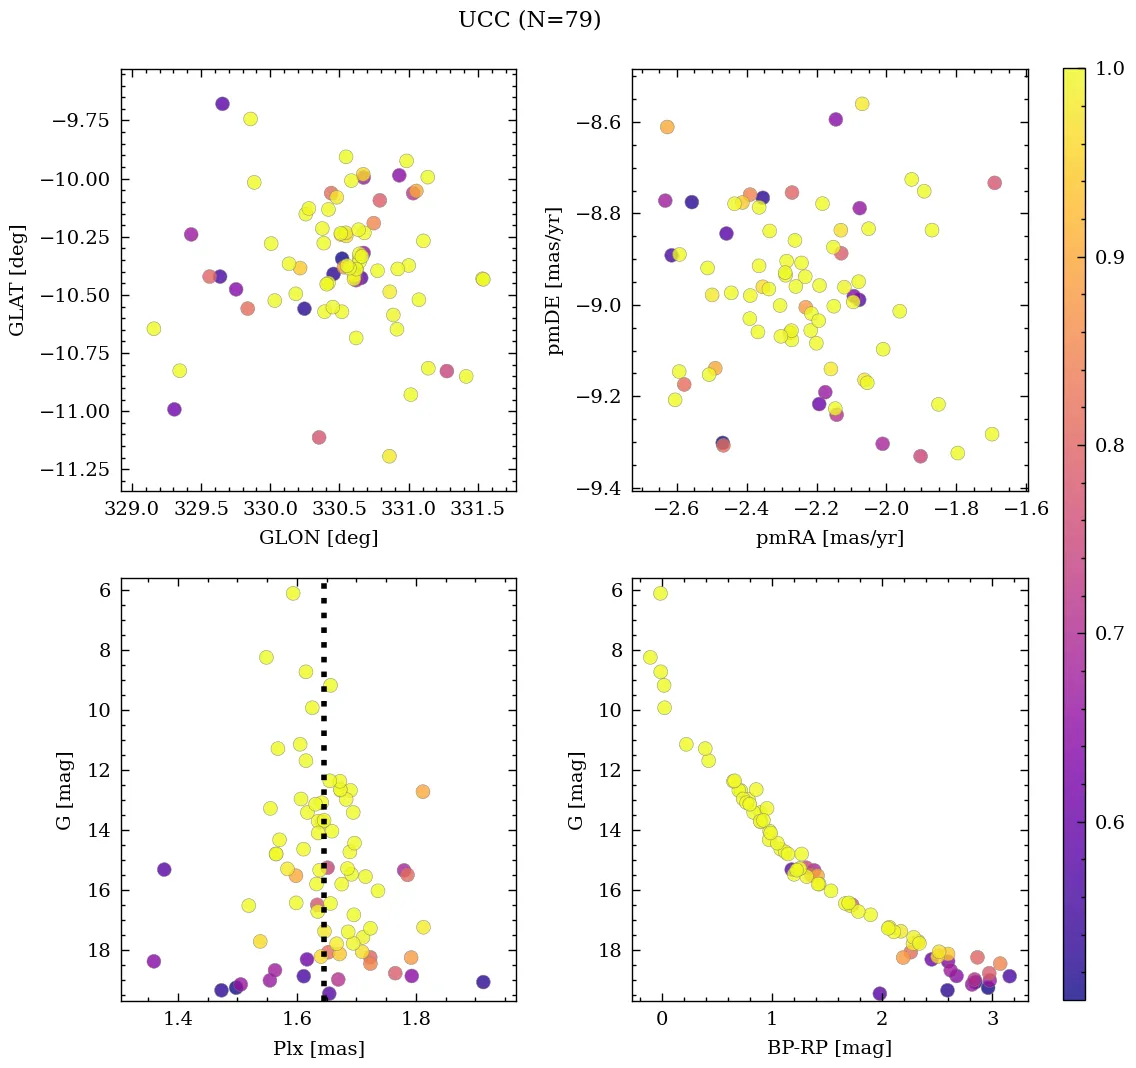 UCC (N=79)
−9.75
−10.00
−10.25
−10.50
−10.75
−11.00
−11.25
GLAT [deg]
329.0 329.5 330.0 330.5 331.0 331.5
GLON [deg]
−8.6
−8.8
−9.0
−9.2
−9.4
pmDE [mas/yr]
−2.6 −2.4 −2.2 −2.0 −1.8 −1.6
pmRA [mas/yr]
6
8
10
12
14
16
18
G [mag]
1.4 1.6 1.8
Plx [mas]
6
8
10
12
14
16
18
G [mag]
0 1 2 3
BP-RP [mag]
1.0
0.9
0.8
0.7
0.6